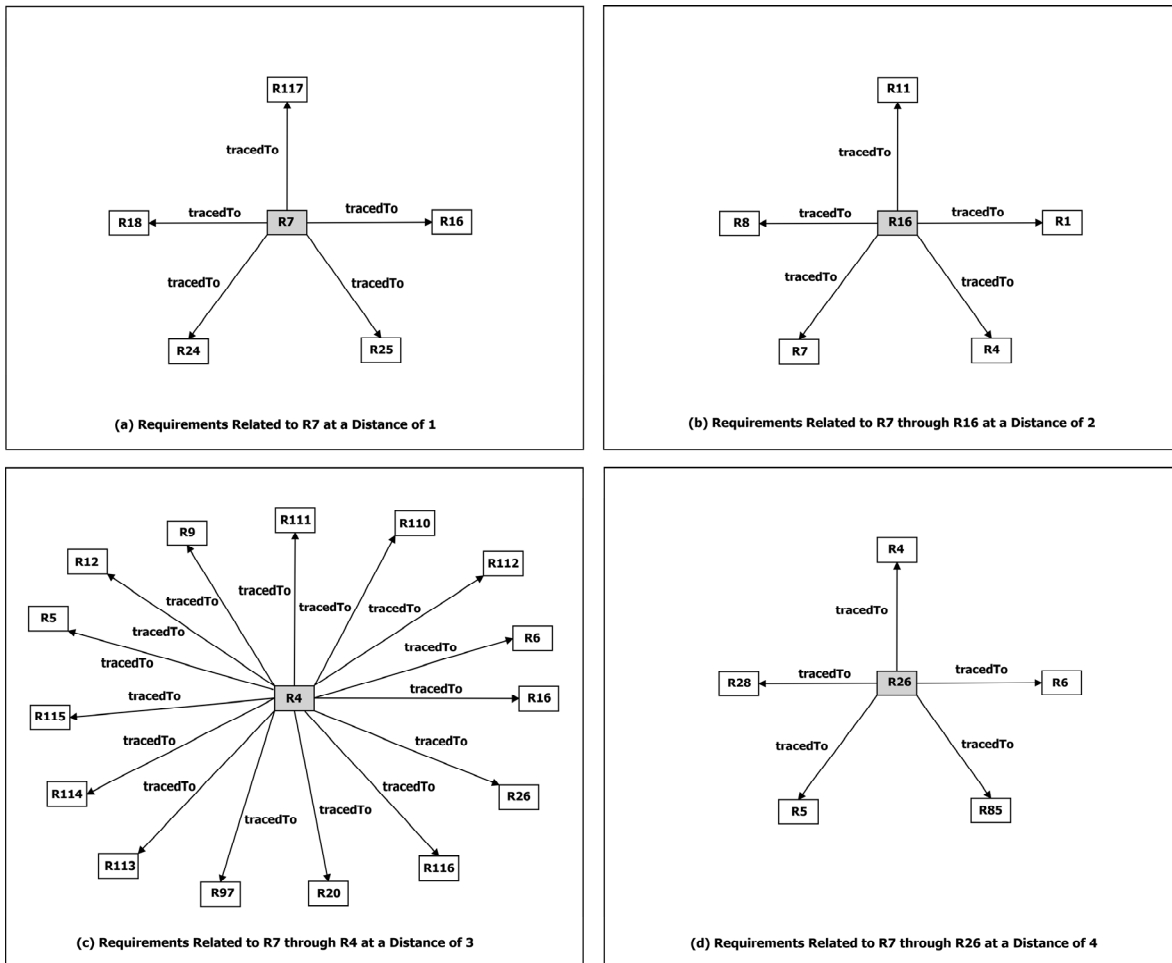 R117
tracedTo
tracedTo
tracedTo
R18
R7
R16
tracedTo
tracedTo
R24
R25
(a) Requirements Related to R7 at a Distance of 1
R11
tracedTo
tracedTo
tracedTo
R8
R16
R1
tracedTo
tracedTo
R7
R4
(b) Requirements Related to R7 through R16 at a Distance of 2
R111
R110
R9
R12
R112
tracedTo
tracedTo
tracedTo
tracedTo
tracedTo
R5
R6
tracedTo
tracedTo
tracedTo
R4
R16
tracedTo
tracedTo
R115
tracedTo
tracedTo
R114
R26
tracedTo
tracedTo
tracedTo
R113
R116
R97
R20
(c) Requirements Related to R7 through R4 at a Distance of 3
R4
tracedTo
tracedTo
tracedTo
R28
R26
R6
tracedTo
tracedTo
R5
R85
(d) Requirements Related to R7 through R26 at a Distance of 4